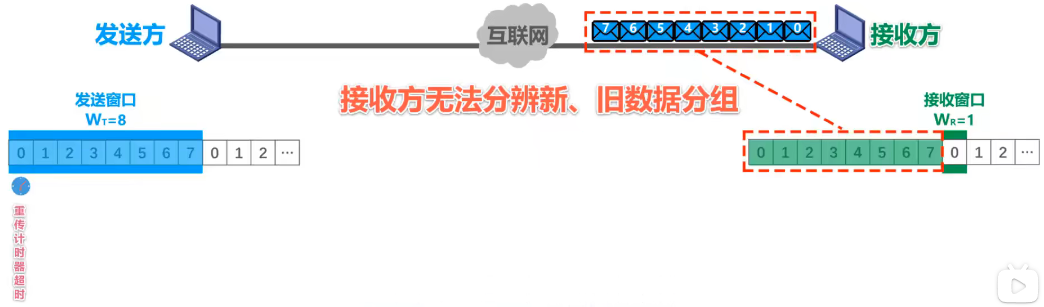 7 6 5 4 3 2 1 0
发送方
互联网
接收方
接收方无法分辨新、旧数据分组
发送窗口
WT=8
接收窗口
WR=1
0 1 2 3 4 5 6 7 0 1 2 ···
0 1 2 3 4 5 6 7 0 1 2 ···
重传计时器超时